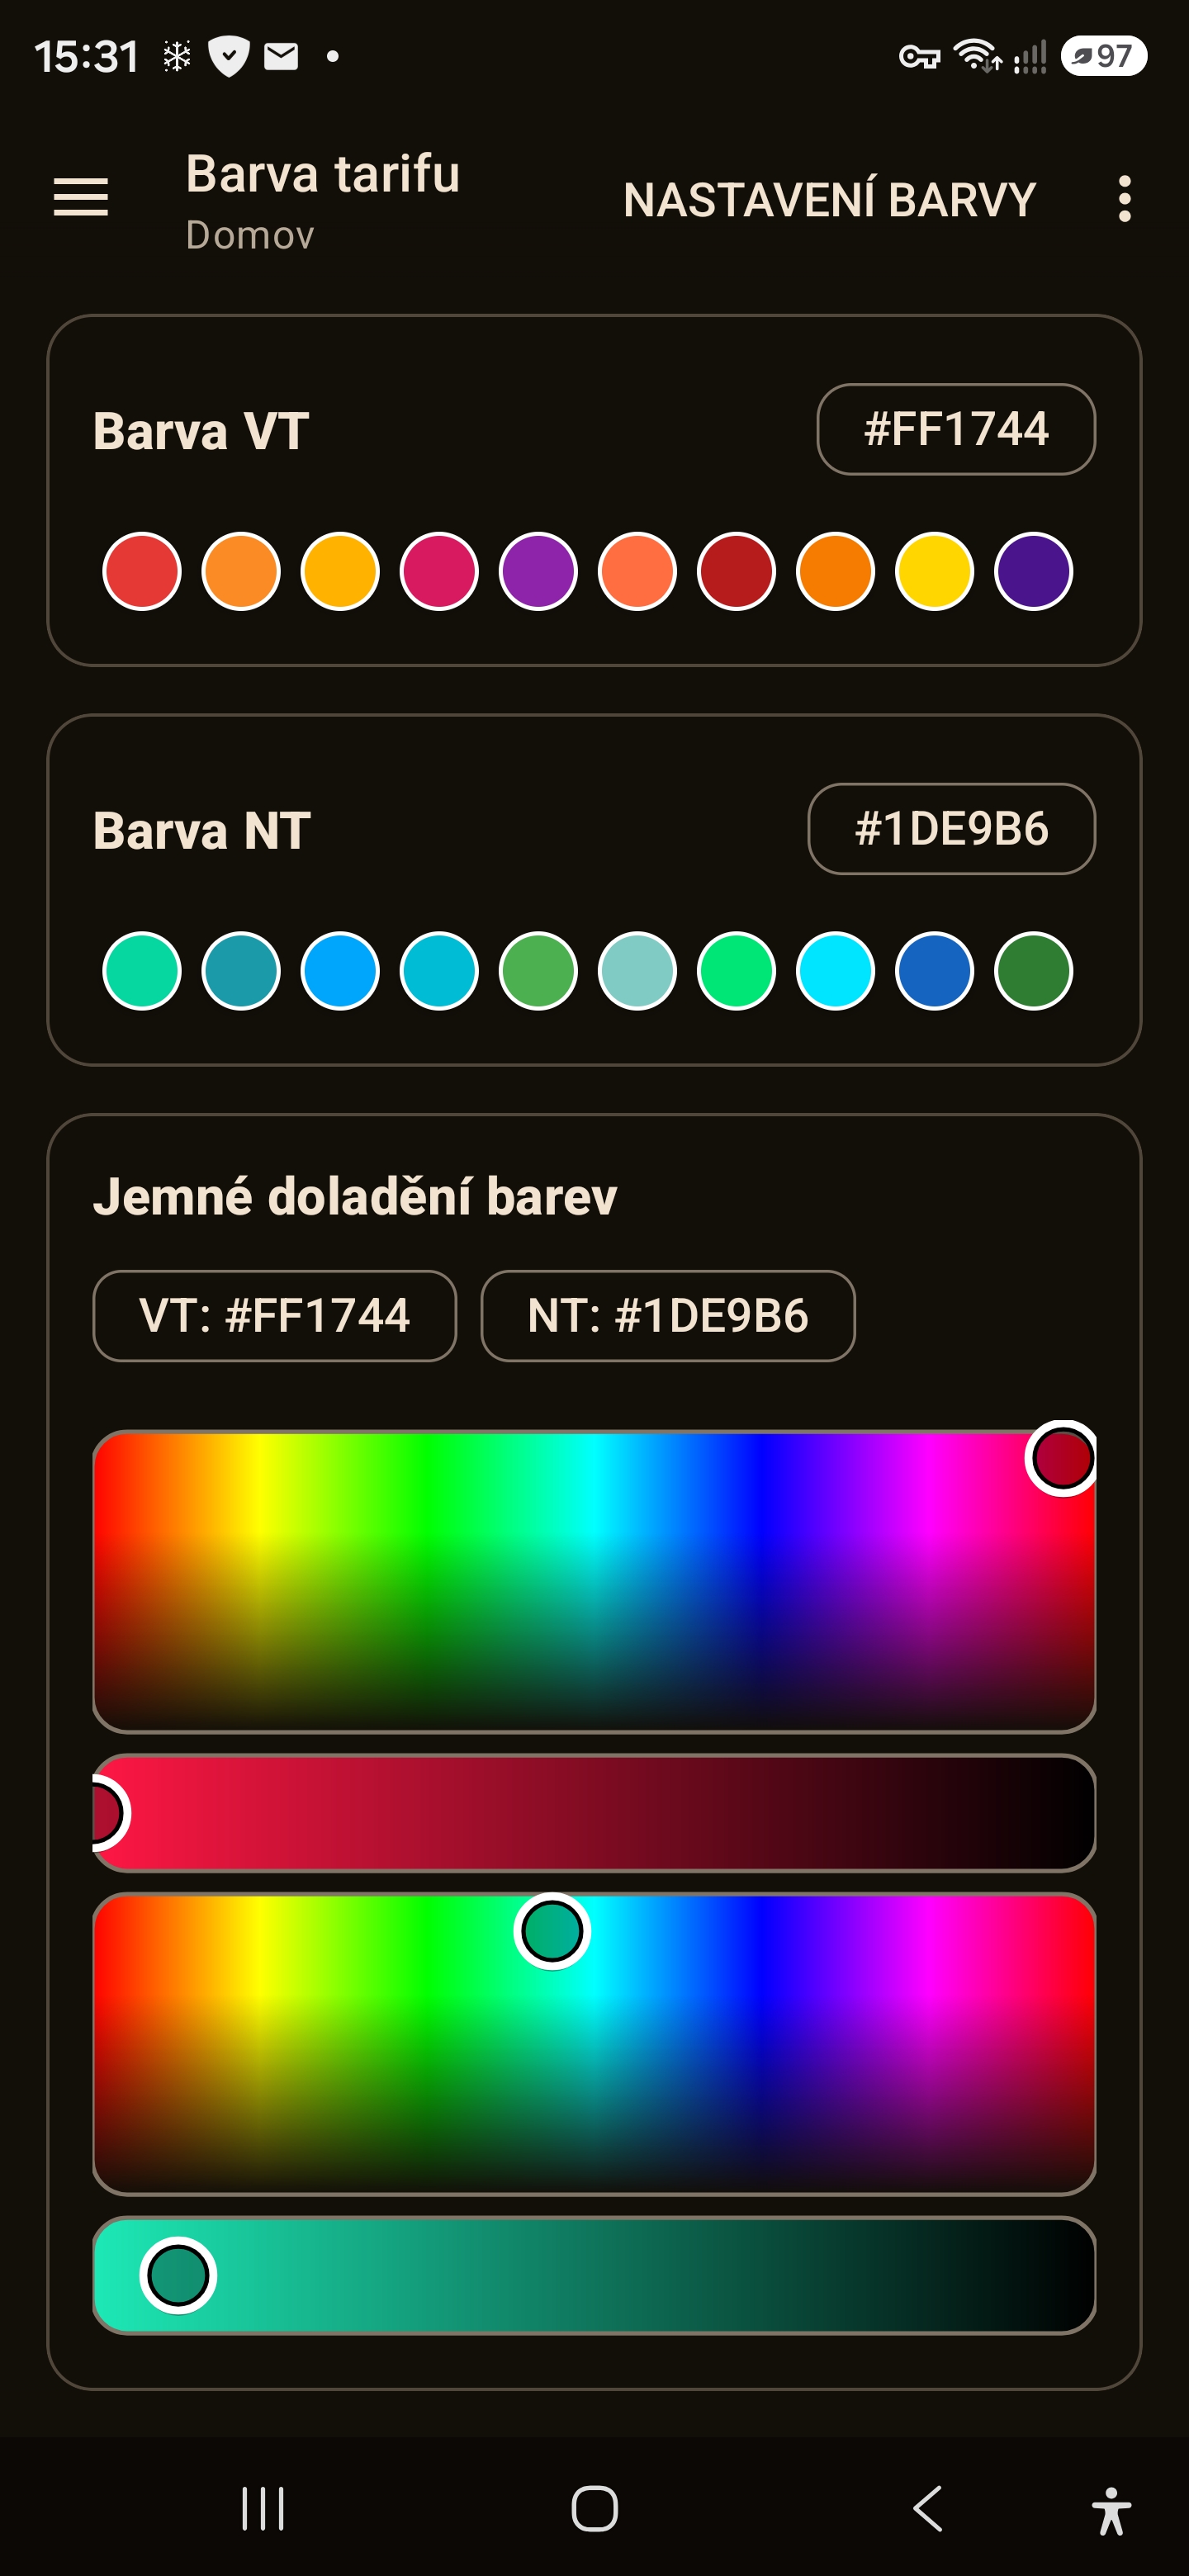 15:31
97
Barva tarifu
Domov
NASTAVENÍ BARVY
Barva VT
#FF1744
Barva NT
#1DE9B6
Jemné doladění barev
VT: #FF1744
NT: #1DE9B6